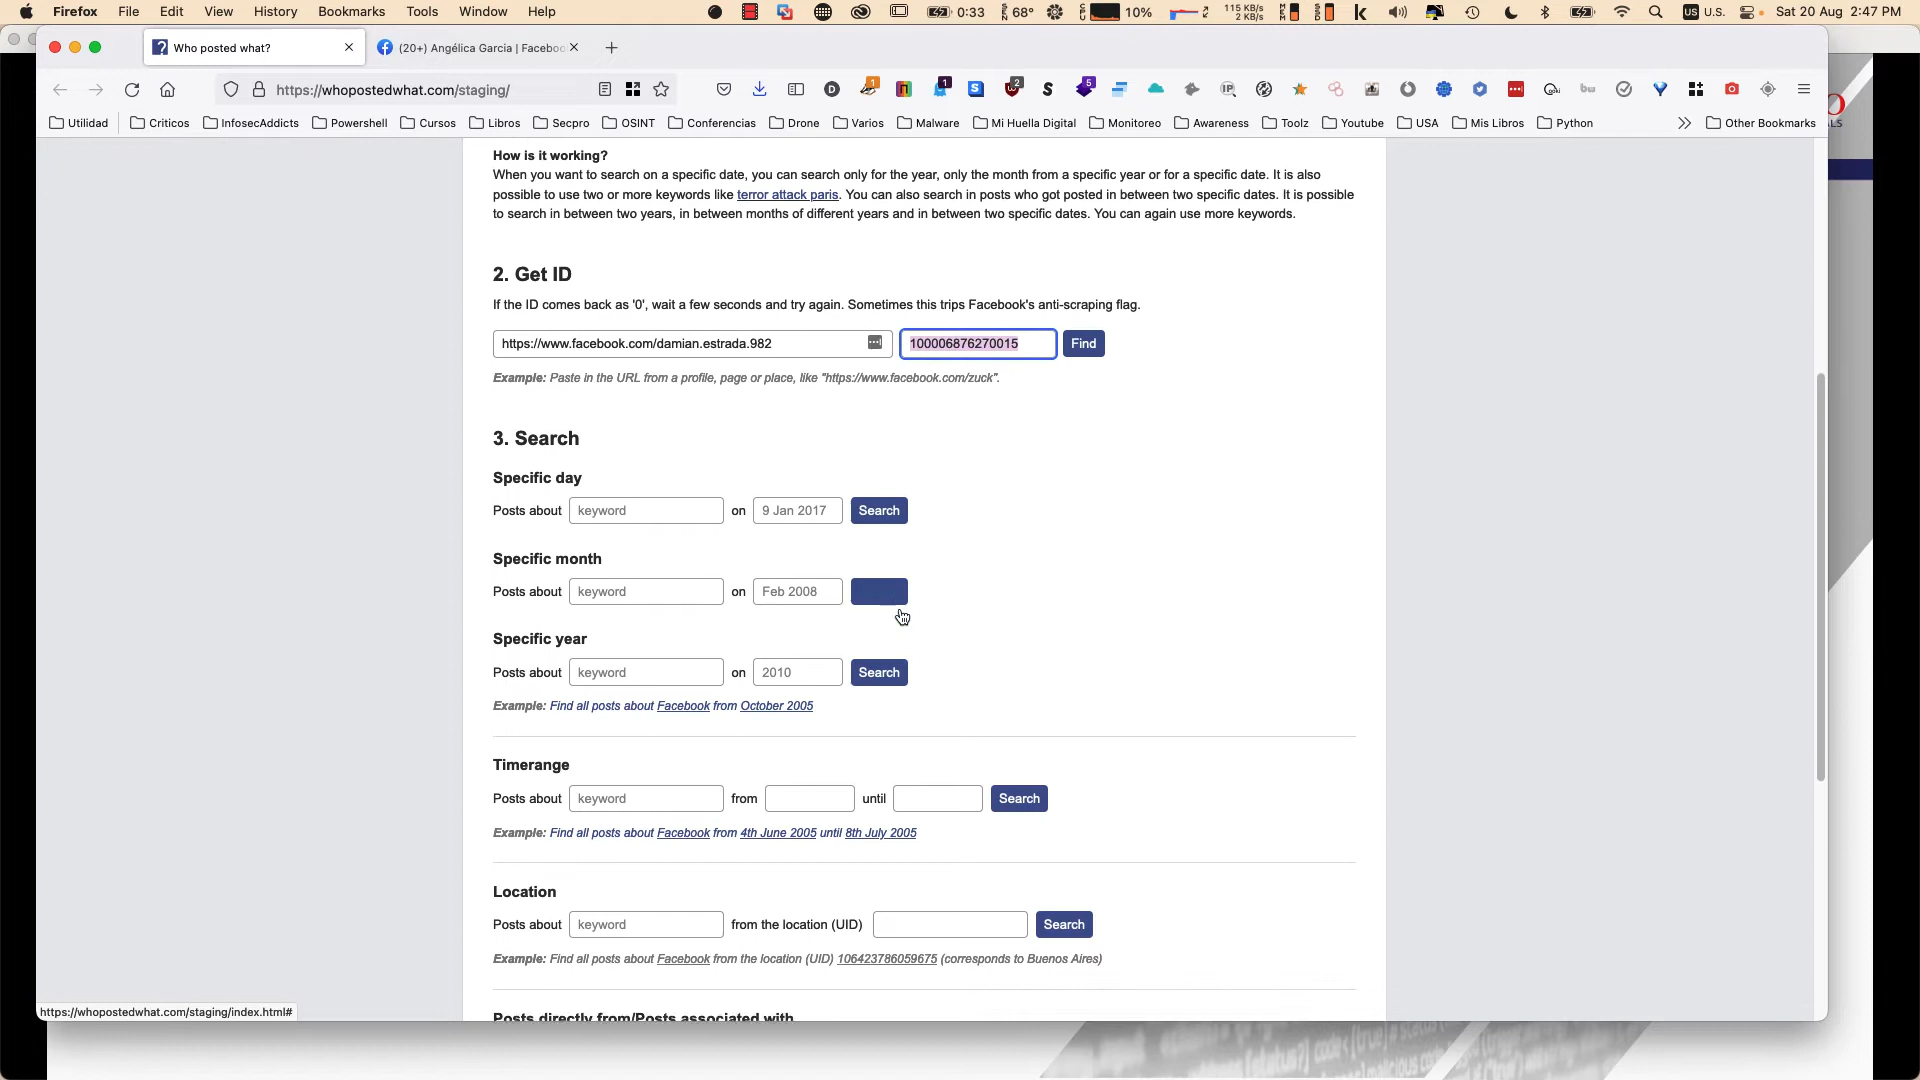 Firefox File Edit View History Bookmarks Tools Window Help 0:33 68° 10% 115 KB/s 2 KB/s U.S. Sat 20 Aug 2:47 PM
Who posted what? (20+) Angélica Garcia | Faceboo
https://whopostedwhat.com/staging/
Utilidad Criticos InfosecAddicts Powershell Cursos Libros Secpro OSINT Conferencias Drone Varios Malware Mi Huella Digital Monitoreo Awareness Toolz Youtube USA Mis Libros Python Other Bookmarks
How is it working?
When you want to search on a specific date, you can search only for the year, only the month from a specific year or for a specific date. It is also
possible to use two or more keywords like terror attack paris. You can also search in posts who got posted in between two specific dates. It is possible
to search in between two years, in between months of different years and in between two specific dates. You can again use more keywords.
2. Get ID
If the ID comes back as '0', wait a few seconds and try again. Sometimes this trips Facebook's anti-scraping flag.
https://www.facebook.com/damian.estrada.982 100006876270015 Find
Example: Paste in the URL from a profile, page or place, like "https://www.facebook.com/zuck".
3. Search
Specific day
Posts about keyword on 9 Jan 2017 Search
Specific month
Posts about keyword on Feb 2008
Specific year
Posts about keyword on 2010 Search
Example: Find all posts about Facebook from October 2005
Timerange
Posts about keyword from until Search
Example: Find all posts about Facebook from 4th June 2005 until 8th July 2005
Location
Posts about keyword from the location (UID) Search
Example: Find all posts about Facebook from the location (UID) 106423786059675 (corresponds to Buenos Aires)
Posts directly from/Posts associated with
https://whopostedwhat.com/staging/index.html#